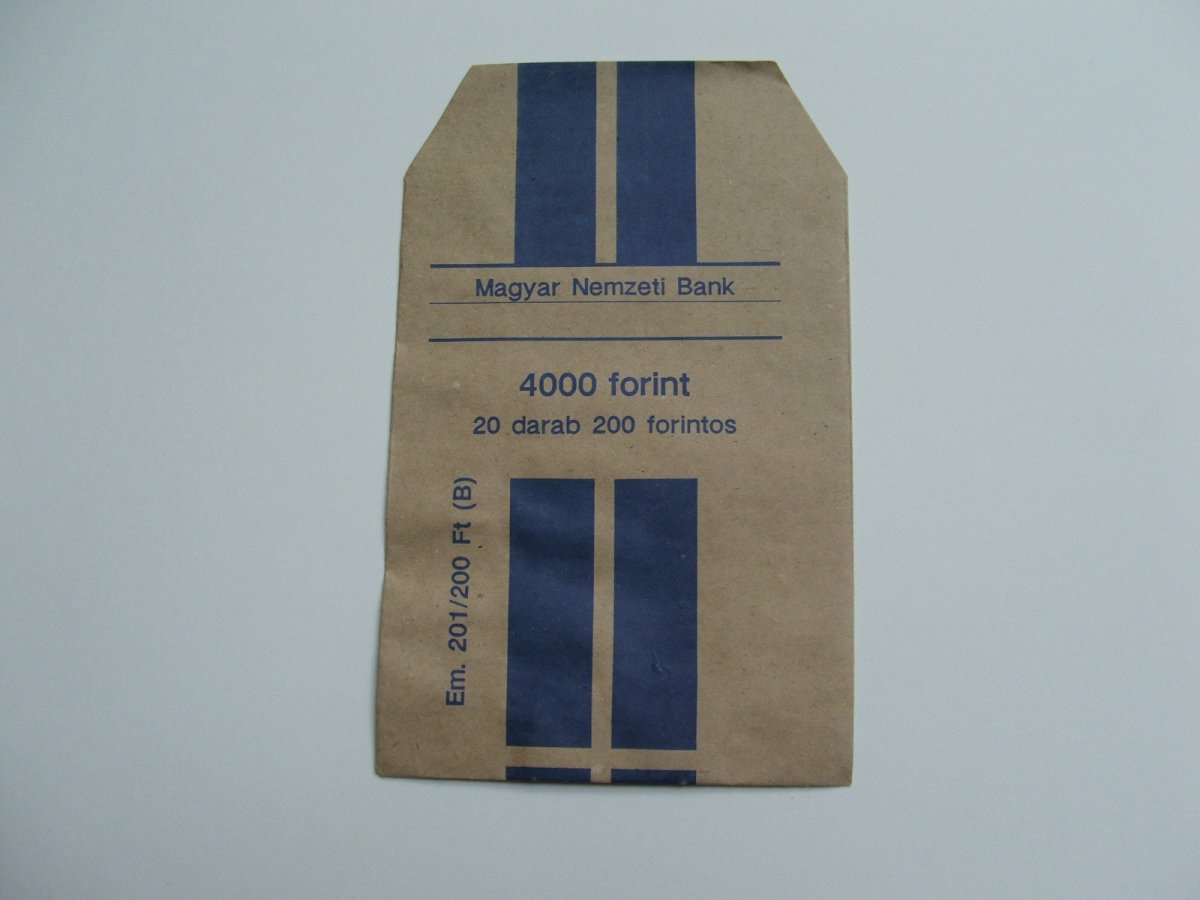 Magyar Nemzeti Bank
4000 forint
20 darab 200 forintos
Em. 201/200 Ft (B)